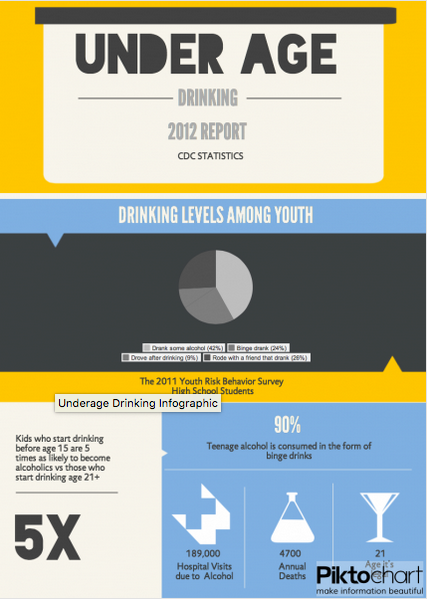 UNDER AGE
DRINKING
2012 REPORT
CDC STATISTICS
DRINKING LEVELS AMONG YOUTH
Drank some alcohol (42%) Binge drank (24%)
Drove after drinking (9%) Rode with a friend that drank (26%)
The 2011 Youth Risk Behavior Survey
High School Students
Underage Drinking Infographic
Kids who start drinking
before age 15 are 5
times as likely to become
alcoholics vs those who
start drinking age 21+
5X
90%
Teenage alcohol is consumed in the form of
binge drinks
189,000
Hospital Visits
due to Alcohol
4700
Annual
Deaths
21
Age it's
Piktochart
make information beautiful